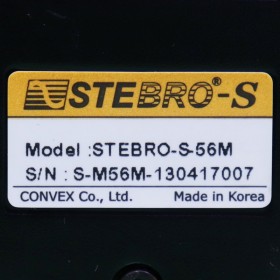 STEBRO®-S
Model :STEBRO-S-56M
S/N : S-M56M-130417007
CONVEX Co., Ltd. Made in Korea